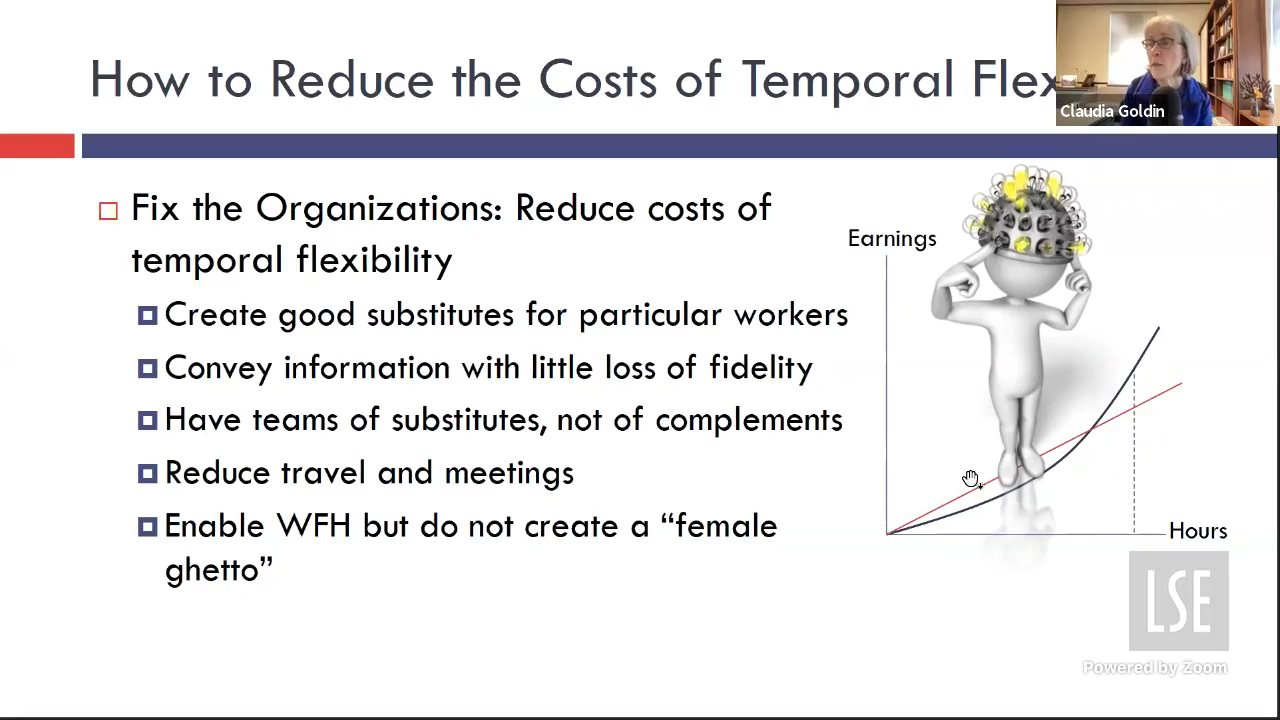 How to Reduce the Costs of Temporal Flex
Claudia Goldin
Fix the Organizations: Reduce costs of
temporal flexibility
Create good substitutes for particular workers
Convey information with little loss of fidelity
Have teams of substitutes, not of complements
Reduce travel and meetings
Enable WFH but do not create a “female
ghetto”
Earnings
Hours
LSE
Powered by Zoom